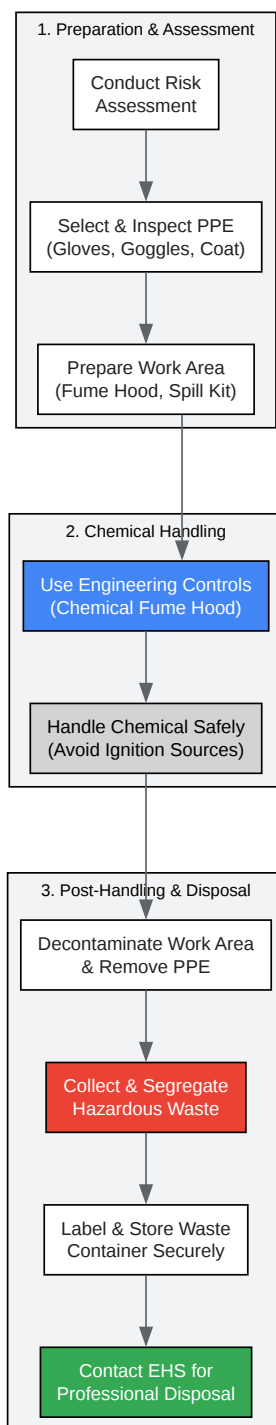 1. Preparation & Assessment
Conduct Risk
Assessment
Select & Inspect PPE
(Gloves, Goggles, Coat)
Prepare Work Area
(Fume Hood, Spill Kit)
2. Chemical Handling
Use Engineering Controls
(Chemical Fume Hood)
Handle Chemical Safely
(Avoid Ignition Sources)
3. Post-Handling & Disposal
Decontaminate Work Area
& Remove PPE
Collect & Segregate
Hazardous Waste
Label & Store Waste
Container Securely
Contact EHS for
Professional Disposal